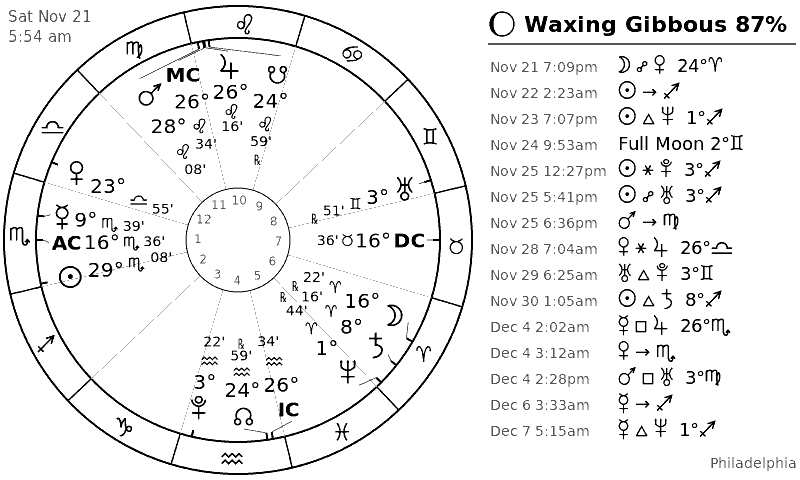 Sat Nov 21
5:54 am
Waxing Gibbous 87%
Nov 21 7:09pm ☽ ☍ ♀ 24°♈
Nov 22 2:23am ☉ → ♐
Nov 23 7:07pm ☉ △ ♆ 1°♐
Nov 24 9:53am Full Moon 2°♊
Nov 25 12:27pm ☉ ⚹ ⯓ 3°♐
Nov 25 5:41pm ☉ ☍ ♅ 3°♐
Nov 25 6:36pm ♂ → ♍
Nov 28 7:04am ♀ ⚹ ♃ 26°♎
Nov 29 6:25am ♅ △ ⯓ 3°♊
Nov 30 1:05am ☉ △ ♄ 8°♐
Dec 4 2:02am ☿ □ ♃ 26°♏
Dec 4 3:12am ♀ → ♏
Dec 4 2:28pm ♂ □ ♅ 3°♍
Dec 6 3:33am ☿ → ♐
Dec 7 5:15am ☿ △ ♆ 1°♐
Philadelphia
♌
♍
♋
♎
♊
♏
♉
♐
♈
♑
♓
♒
♂ 28° ♌ 08'
MC 26° ♌ 34'
♃ 26° ♌ 16'
☋ 24° ♌ 59' ℞
♀ 23° ♎ 55'
☿ 9° ♏ 39'
AC 16° ♏ 36'
☉ 29° ♏ 08'
℞ 51' ♊ 3° ♅
36' ♉ 16° DC
℞ 22' ♈ 16° ☽
℞ 16' ♈ 8° ♄
44' ♈ 1° ♆
22' ♒ 3° ⯓
℞ 59' ♒ 24° ☊
34' ♒ 26° IC
11 10 9
12 8
1 7
2 6
3 4 5